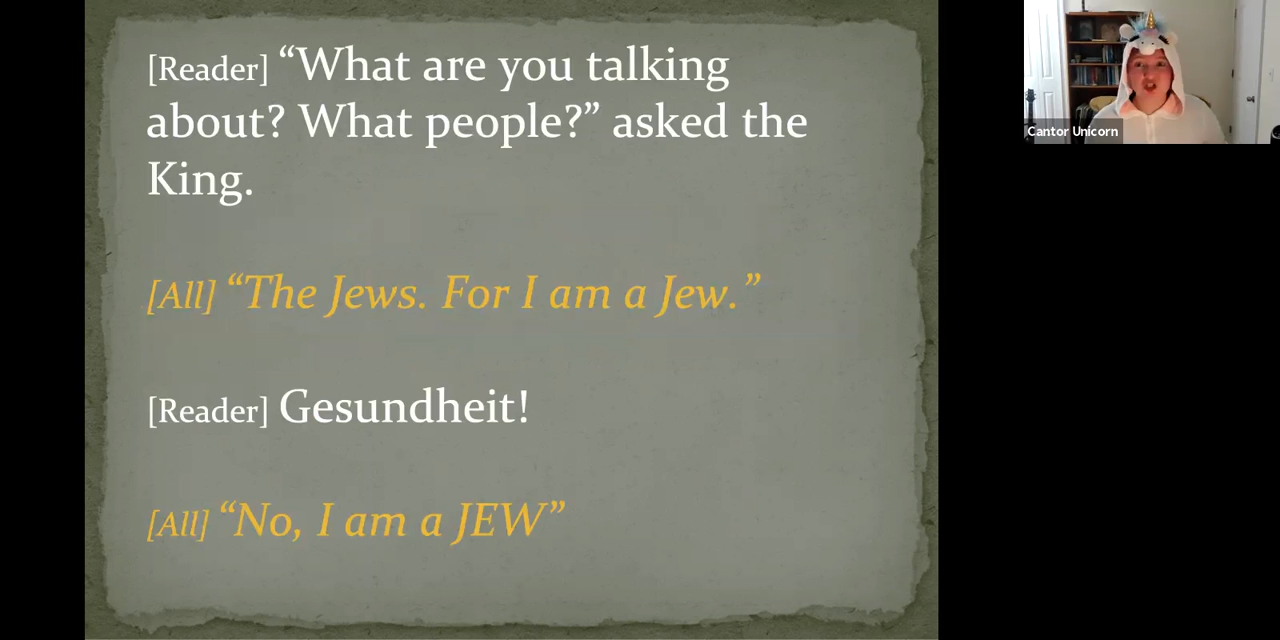 [Reader] “What are you talking
about? What people?” asked the
King.
[All] “The Jews. For I am a Jew.”
[Reader] Gesundheit!
[All] “No, I am a JEW”
Cantor Unicorn